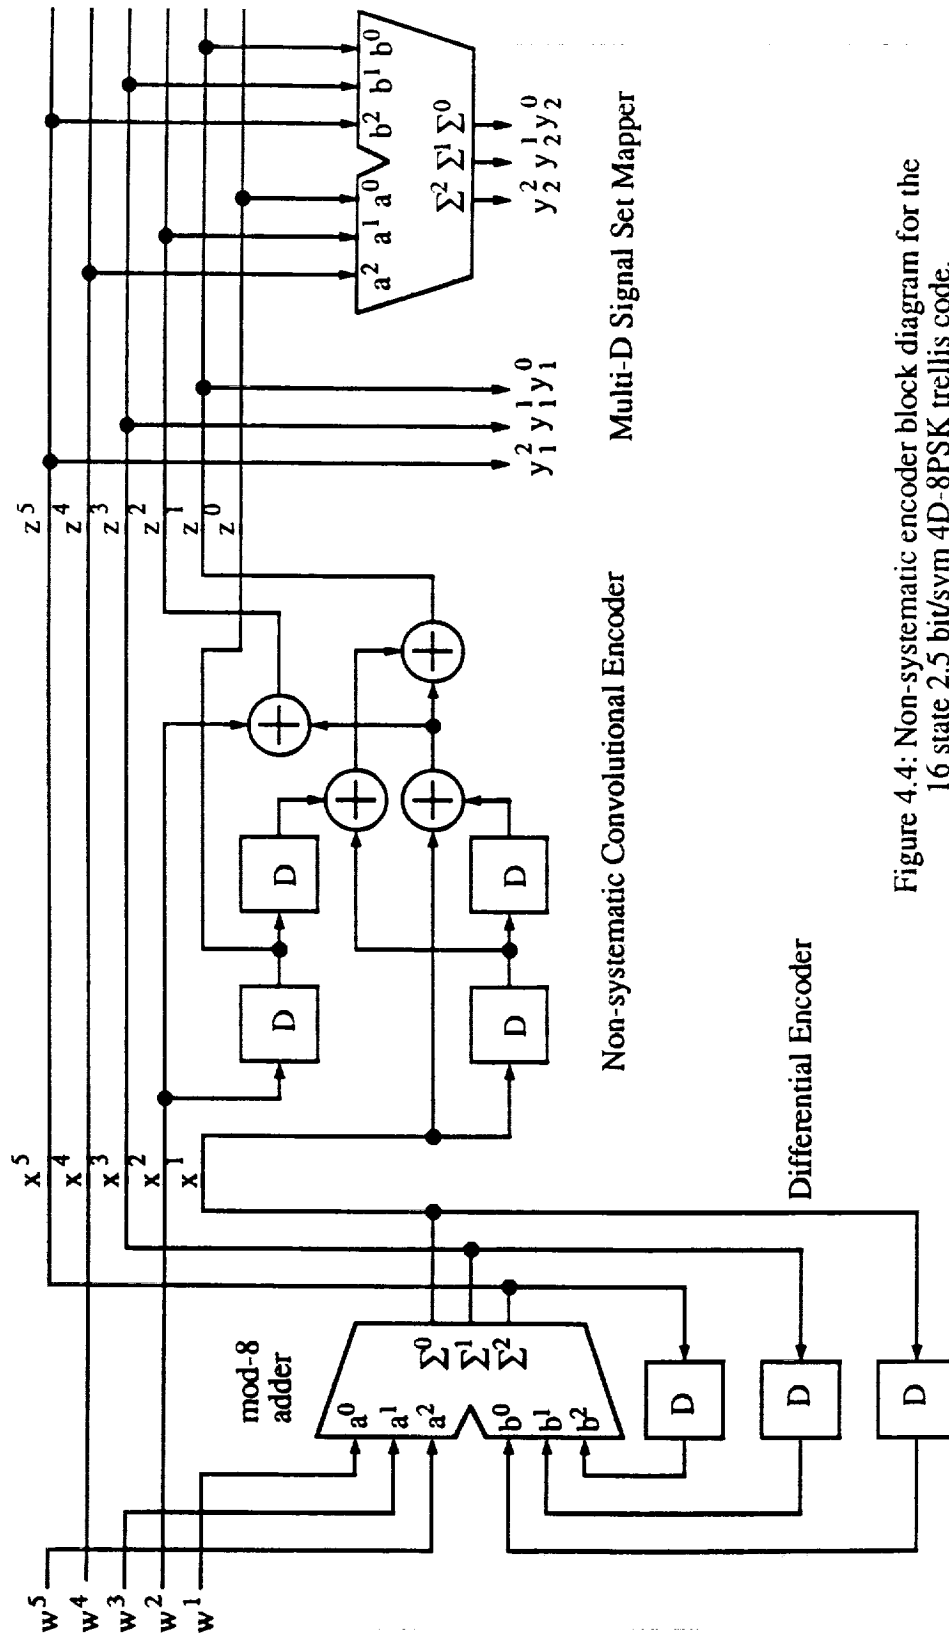 w⁵
w⁴
w³
w²
w¹
mod-8
adder
a⁰
a¹
a²
b⁰
b¹
b²
Σ⁰
Σ¹
Σ²
D
D
D
Differential Encoder
x⁵
x⁴
x³
x²
x¹
D
D
D
D
Non-systematic Convolutional Encoder
z⁵
z⁴
z³
z²
z¹
z⁰
y₁² y₁¹ y₁⁰
a² a¹ a⁰ b² b¹ b⁰
Σ² Σ¹ Σ⁰
y₂² y₂¹ y₂⁰
Multi-D Signal Set Mapper
Figure 4.4: Non-systematic encoder block diagram for the
16 state 2.5 bit/sym 4D-8PSK trellis code.